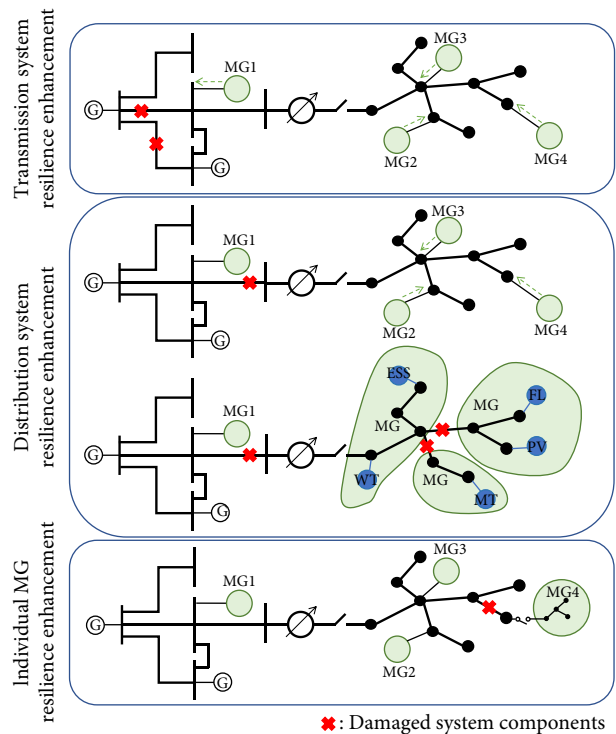 Transmission system
resilience enhancement
G
G
MG1
MG3
MG2
MG4
Distribution system
resilience enhancement
G
G
MG1
MG3
MG2
MG4
G
G
MG1
ESS
MG
WT
MG
FL
PV
MG
MT
Individual MG
resilience enhancement
G
G
MG1
MG3
MG2
MG4
: Damaged system components